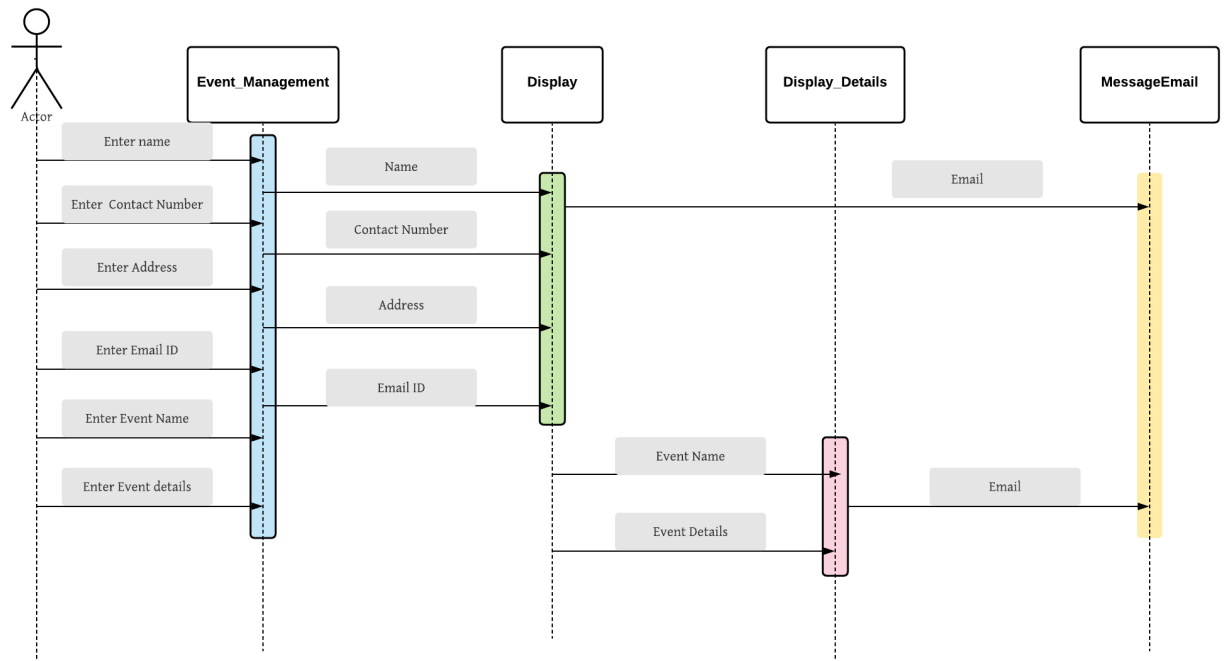 Event_Management
Display
Display_Details
MessageEmail
Actor
Enter name
Name
Email
Enter  Contact Number
Contact Number
Enter Address
Address
Enter Email ID
Email ID
Enter Event Name
Event Name
Enter Event details
Email
Event Details